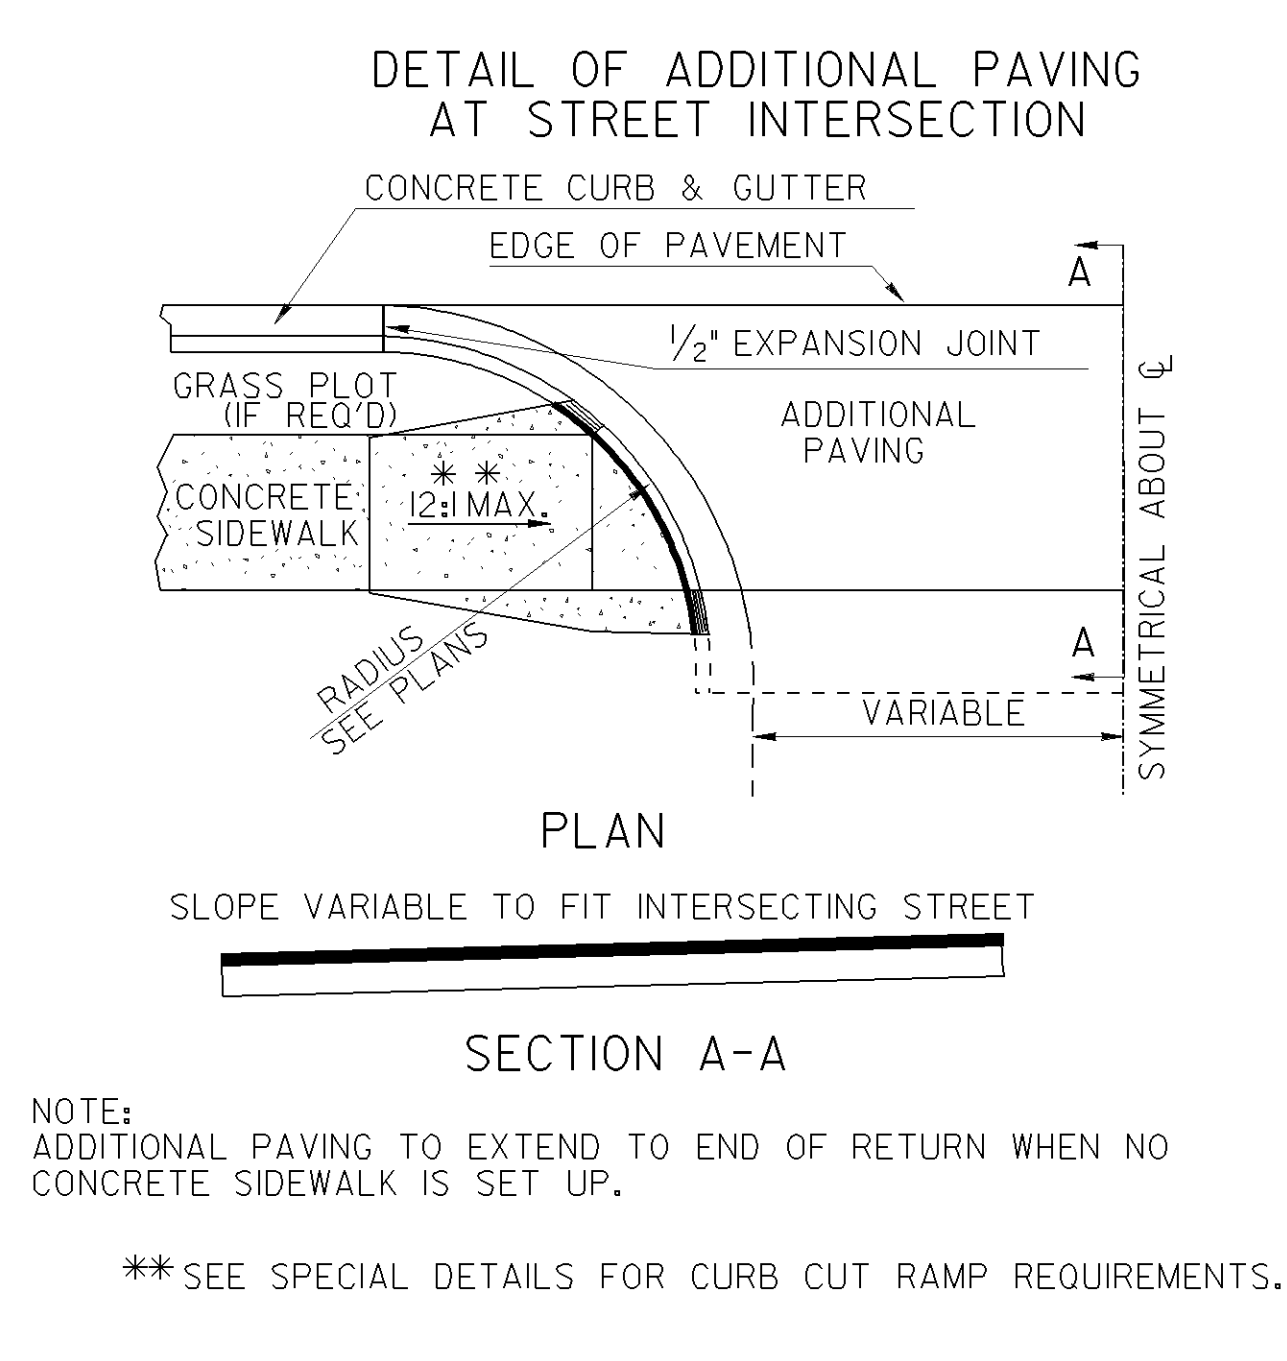 DETAIL OF ADDITIONAL PAVING
AT STREET INTERSECTION
CONCRETE CURB & GUTTER
EDGE OF PAVEMENT
A
1/2" EXPANSION JOINT
GRASS PLOT
(IF REQ'D)
ADDITIONAL
PAVING
** 
12:1 MAX.
CONCRETE
SIDEWALK
RADIUS
SEE PLANS
A
VARIABLE
SYMMETRICAL ABOUT ℄
PLAN
SLOPE VARIABLE TO FIT INTERSECTING STREET
SECTION A-A
NOTE:
ADDITIONAL PAVING TO EXTEND TO END OF RETURN WHEN NO
CONCRETE SIDEWALK IS SET UP.
** SEE SPECIAL DETAILS FOR CURB CUT RAMP REQUIREMENTS.